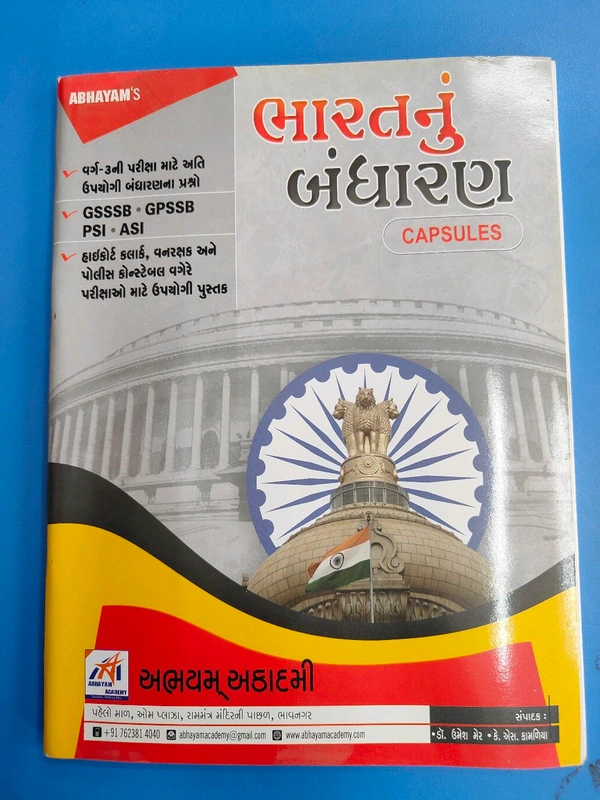 ABHAYAM'S
ભારતનું
બંધારણ
CAPSULES
વર્ગ-૩ની પરીક્ષા માટે અતિ
ઉપયોગી બંધારણના પ્રશ્નો
GSSSB • GPSSB
PSI • ASI
હાઈકોર્ટ કલાર્ક, વનરક્ષક અને
પોલીસ કોન્સ્ટેબલ વગેરે
પરીક્ષાઓ માટે ઉપયોગી પુસ્તક
ABHAYAM
ACADEMY
અભયમ્ અકાદમી
પહેલો માળ, ઓમ પ્લાઝા, રામમંત્ર મંદિરની પાછળ, ભાવનગર
+91 762381 4040 abhayamacademy@gmail.com www.abhayamacademy.com
સંપાદક :
• ડૉ. ઉમેશ મેર • કે. એસ. કામળિયા